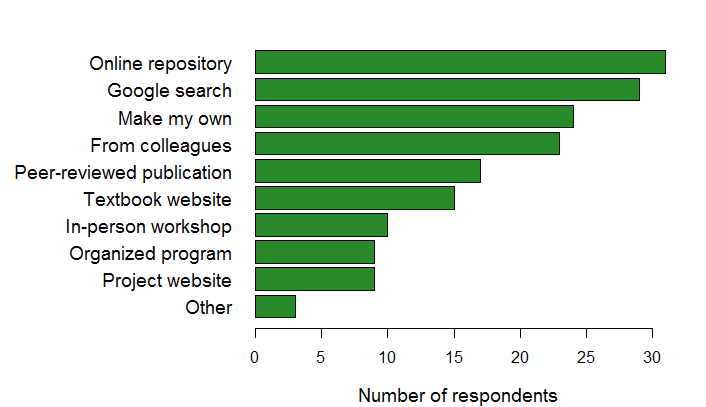 Online repository
Google search
Make my own
From colleagues
Peer-reviewed publication
Textbook website
In-person workshop
Organized program
Project website
Other
0 5 10 15 20 25 30
Number of respondents